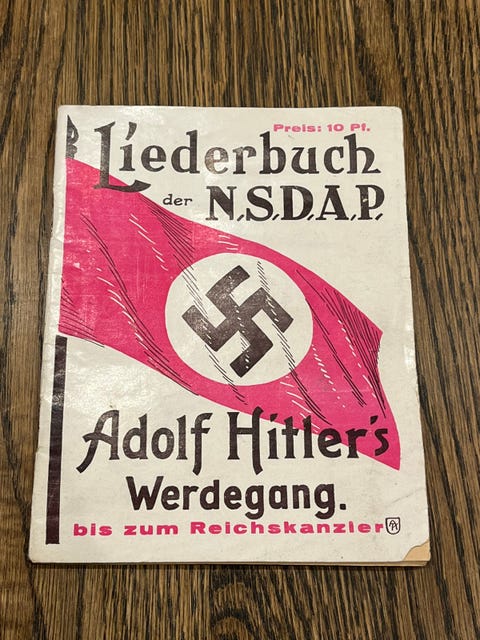 Preis: 10 Pf.
Liederbuch
der N.S.D.A.P.
Adolf Hitler's
Werdegang.
bis zum Reichskanzler